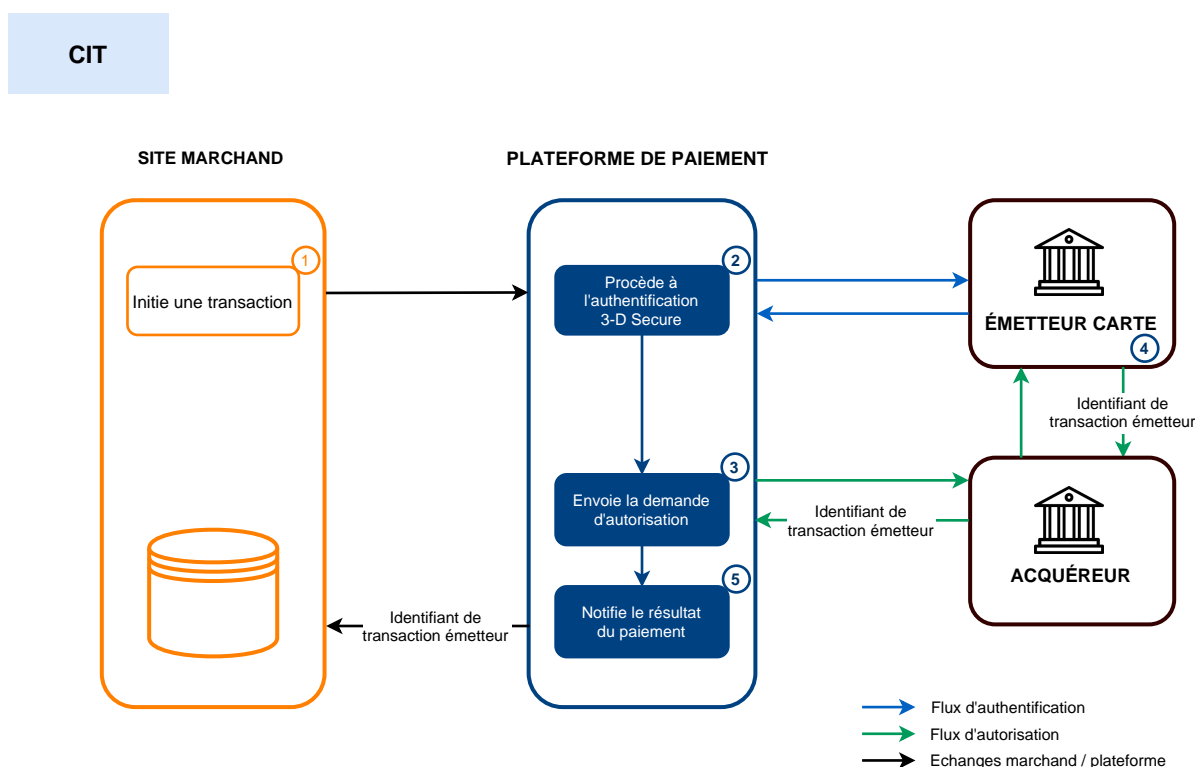 CIT
SITE MARCHAND
PLATEFORME DE PAIEMENT
1
Initie une transaction
2
Procède à
l'authentification
3-D Secure
ÉMETTEUR CARTE
4
Identifiant de
transaction émetteur
3
Envoie la demande
d'autorisation
Identifiant de
transaction émetteur
ACQUÉREUR
5
Notifie le résultat
du paiement
Identifiant de
transaction émetteur
Flux d'authentification
Flux d'autorisation
Echanges marchand / plateforme